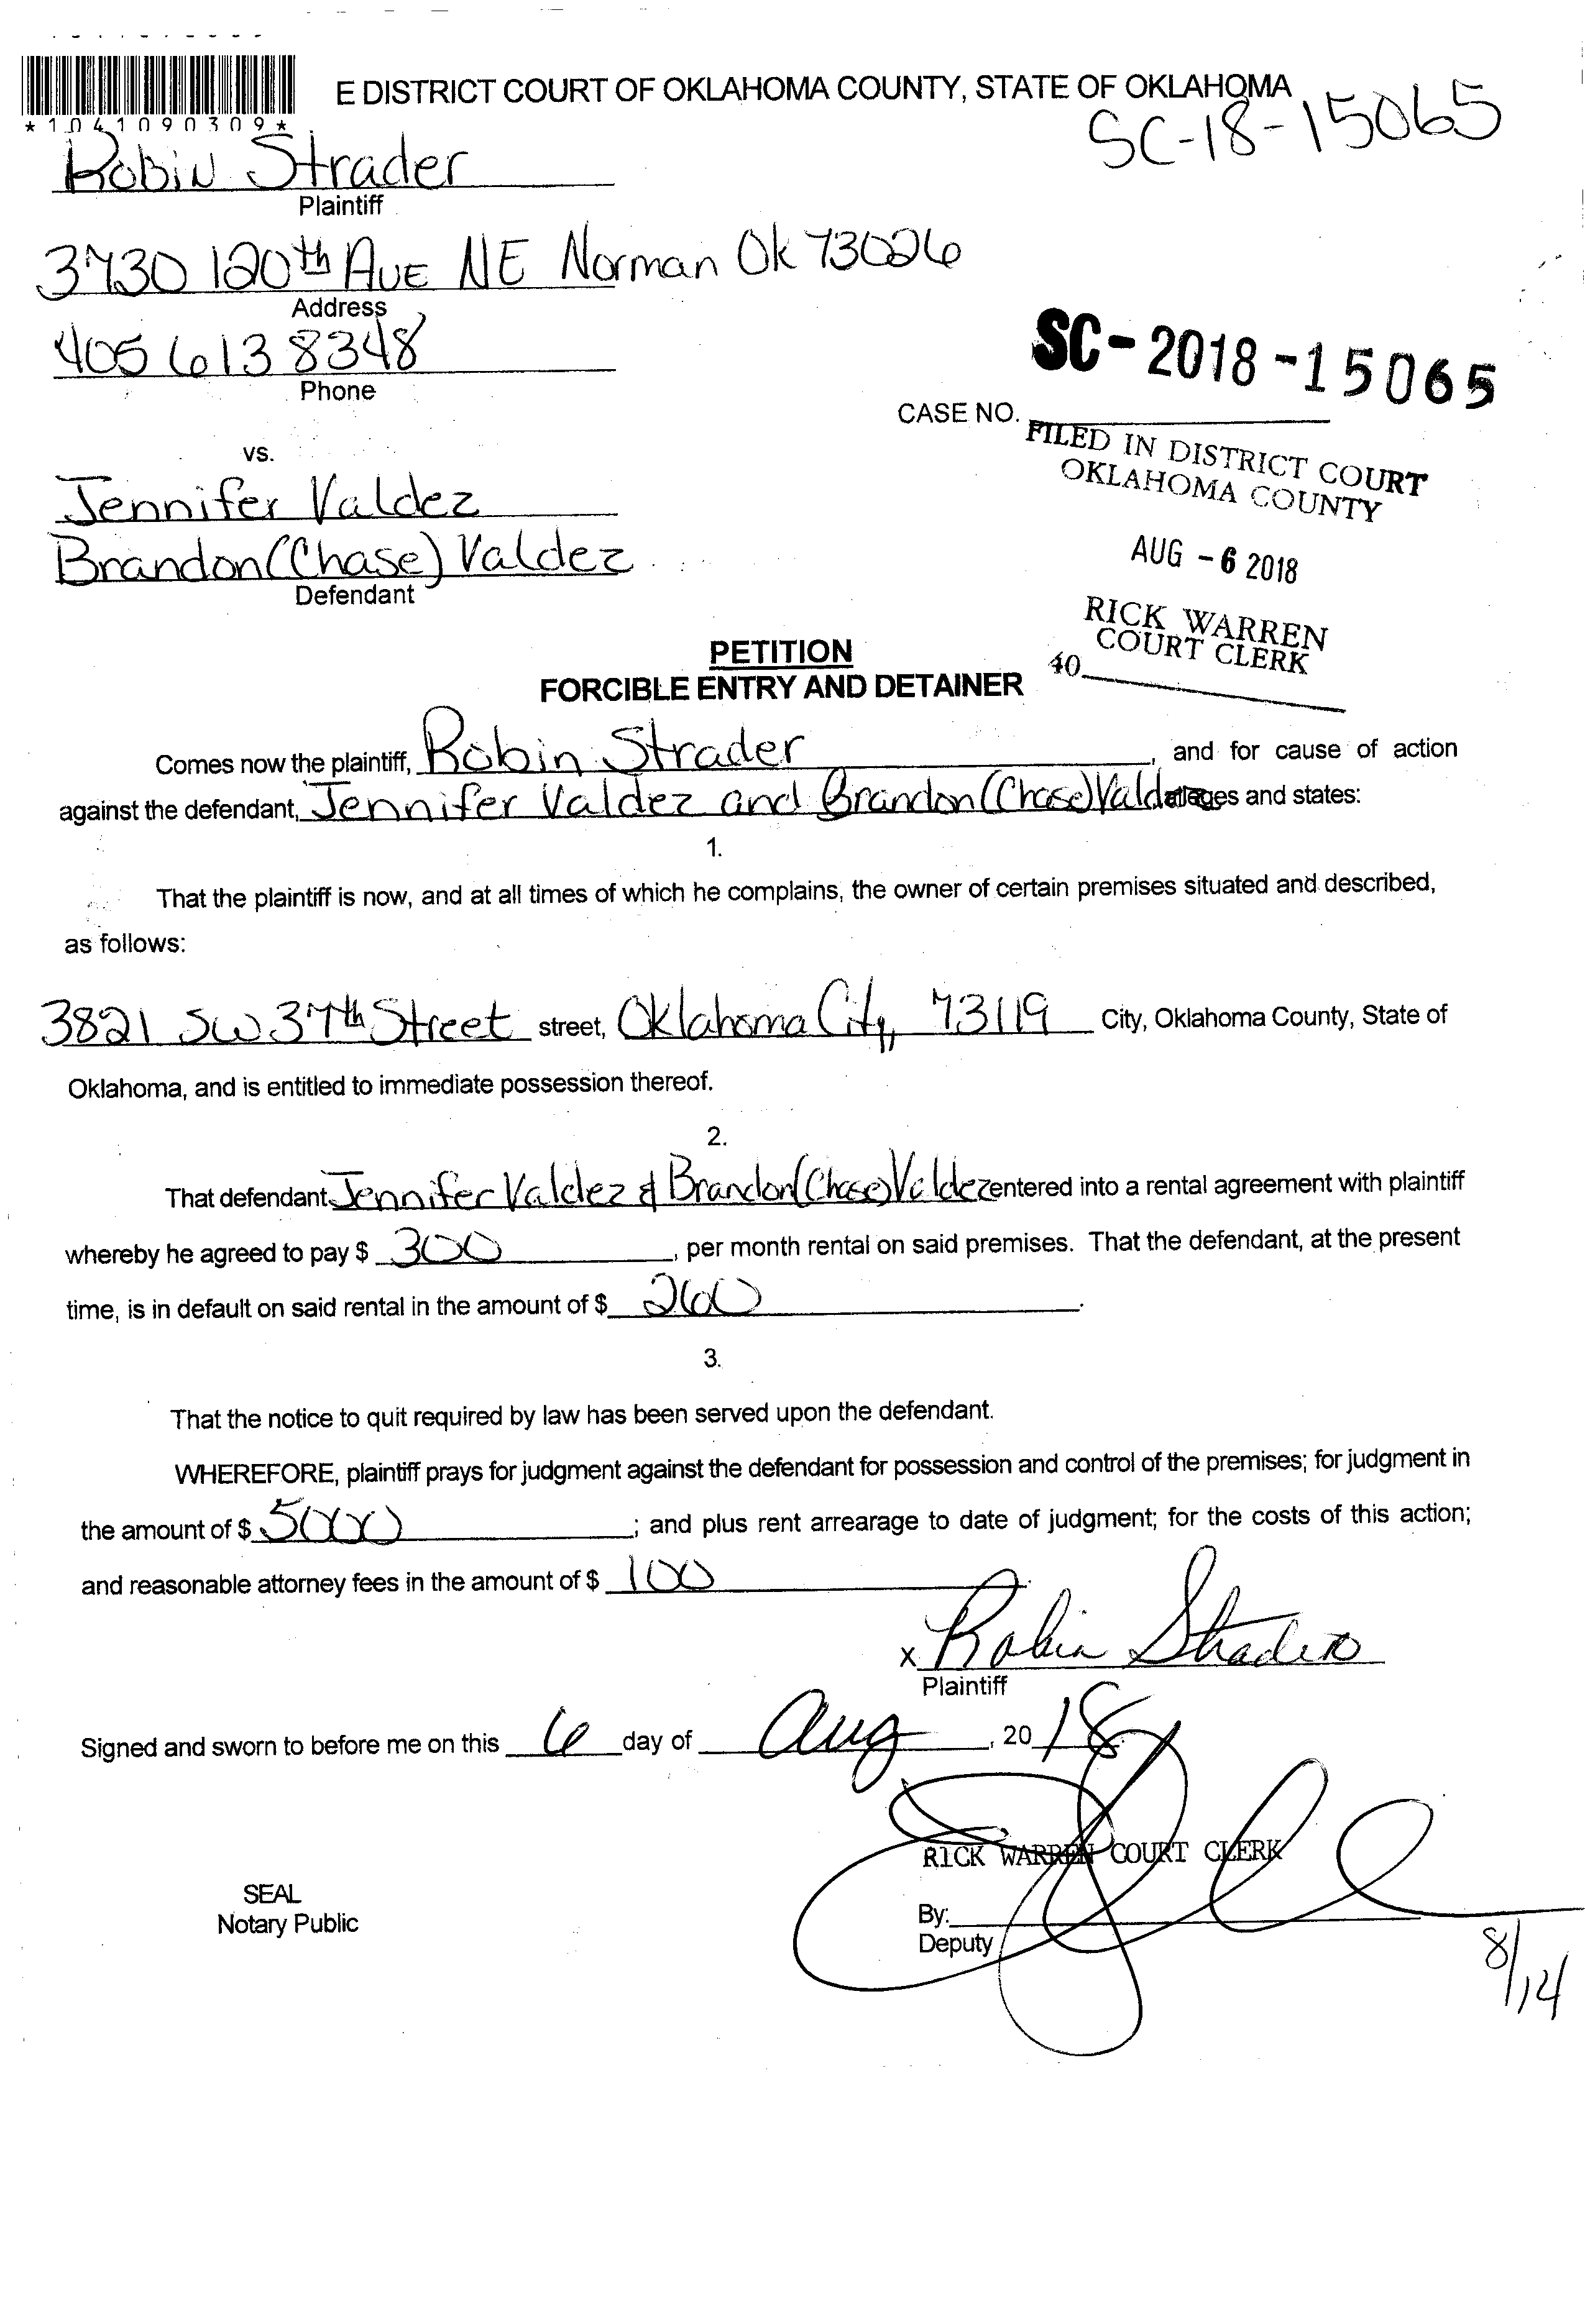 *1041090309*
E DISTRICT COURT OF OKLAHOMA COUNTY, STATE OF OKLAHOMA
SC-18-15065
Robin Strader
Plaintiff
3730 120th Ave NE Norman Ok 73026
Address
405 613 8348
Phone
SC-2018-15065
CASE NO.
FILED IN DISTRICT COURT
OKLAHOMA COUNTY
vs.
Jennifer Valdez
Brandon (Chase) Valdez
Defendant
AUG -6 2018
RICK WARREN
COURT CLERK
40
PETITION
FORCIBLE ENTRY AND DETAINER
Comes now the plaintiff, Robin Strader, and for cause of action
against the defendant, Jennifer Valdez and Brandon (Chase) Valdez alleges and states:
1.
That the plaintiff is now, and at all times of which he complains, the owner of certain premises situated and described,
as follows:
3821 SW 37th Street street, Oklahoma City, 73119 City, Oklahoma County, State of
Oklahoma, and is entitled to immediate possession thereof.
2.
That defendant Jennifer Valdez & Brandon (Chase) Valdez entered into a rental agreement with plaintiff
whereby he agreed to pay $ 300, per month rental on said premises. That the defendant, at the present
time, is in default on said rental in the amount of $ 260.
3.
That the notice to quit required by law has been served upon the defendant.
WHEREFORE, plaintiff prays for judgment against the defendant for possession and control of the premises; for judgment in
the amount of $ 5000; and plus rent arrearage to date of judgment; for the costs of this action;
and reasonable attorney fees in the amount of $ 100.
x Robin Strader
Plaintiff
Signed and sworn to before me on this 6 day of Aug, 2018
RICK WARREN COURT CLERK
SEAL
Notary Public
By:
Deputy
8/14